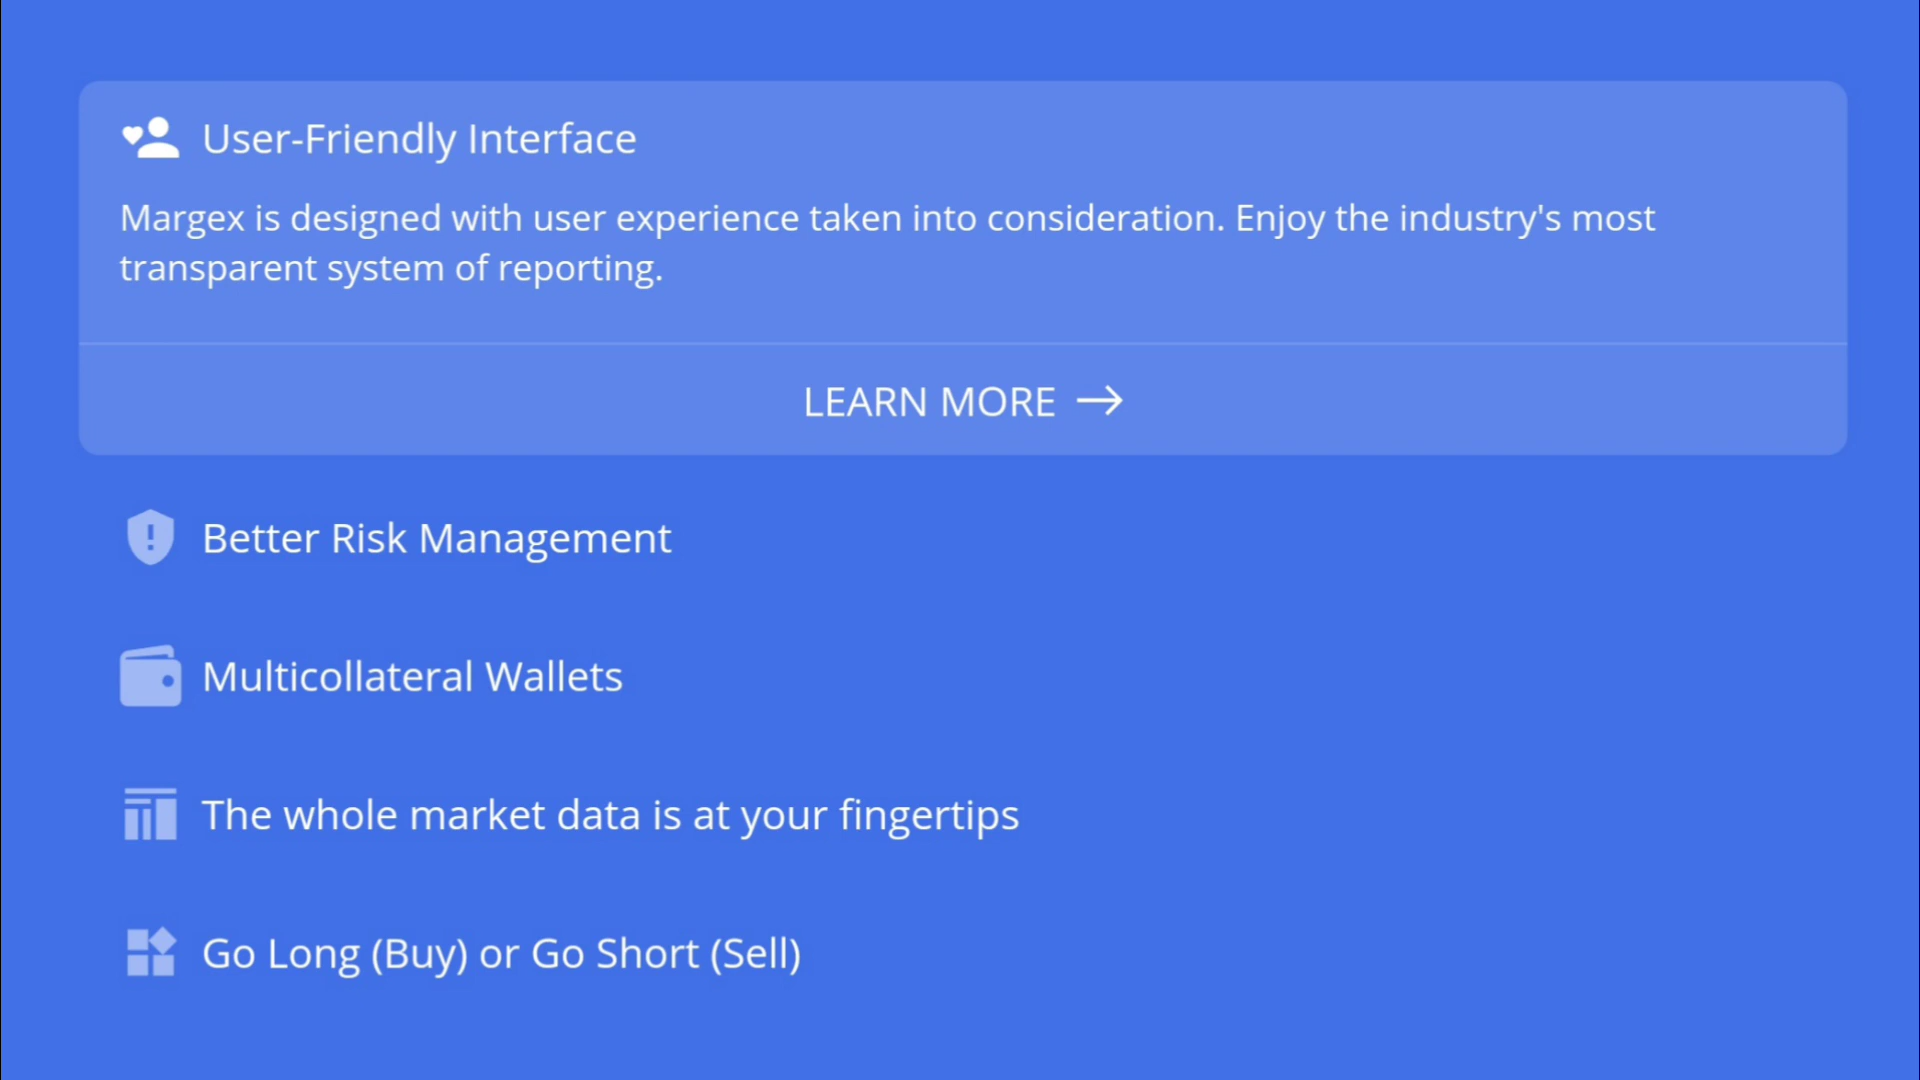 User-Friendly Interface
Margex is designed with user experience taken into consideration. Enjoy the industry's most
transparent system of reporting.
LEARN MORE
Better Risk Management
Multicollateral Wallets
The whole market data is at your fingertips
Go Long (Buy) or Go Short (Sell)